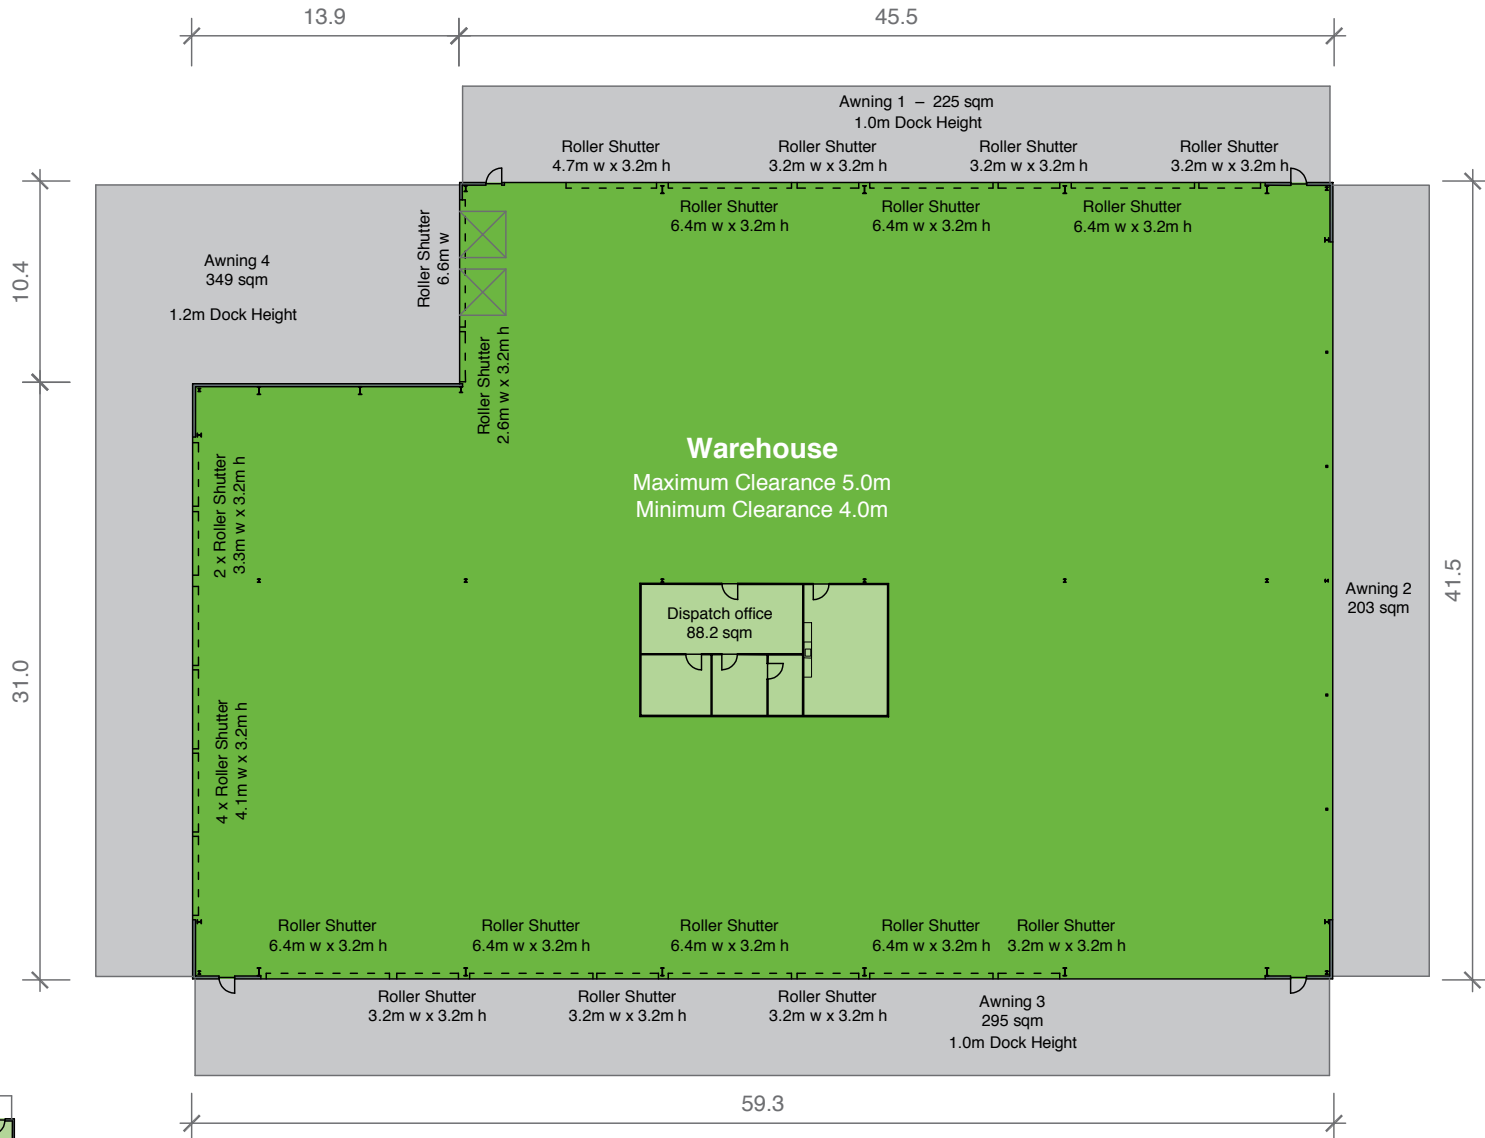 13.9
45.5
Awning 1 – 225 sqm
1.0m Dock Height
Roller Shutter
4.7m w x 3.2m h
Roller Shutter
3.2m w x 3.2m h
Roller Shutter
3.2m w x 3.2m h
Roller Shutter
3.2m w x 3.2m h
Roller Shutter
6.4m w x 3.2m h
Roller Shutter
6.4m w x 3.2m h
Roller Shutter
6.4m w x 3.2m h
10.4
Awning 4
349 sqm
1.2m Dock Height
Roller Shutter
6.6m w
Roller Shutter
2.6m w x 3.2m h
Warehouse
Maximum Clearance 5.0m
Minimum Clearance 4.0m
2 x Roller Shutter
3.3m w x 3.2m h
Dispatch office
88.2 sqm
Awning 2
203 sqm
41.5
31.0
4 x Roller Shutter
4.1m w x 3.2m h
Roller Shutter
6.4m w x 3.2m h
Roller Shutter
6.4m w x 3.2m h
Roller Shutter
6.4m w x 3.2m h
Roller Shutter
6.4m w x 3.2m h
Roller Shutter
3.2m w x 3.2m h
Roller Shutter
3.2m w x 3.2m h
Roller Shutter
3.2m w x 3.2m h
Roller Shutter
3.2m w x 3.2m h
Awning 3
295 sqm
1.0m Dock Height
59.3